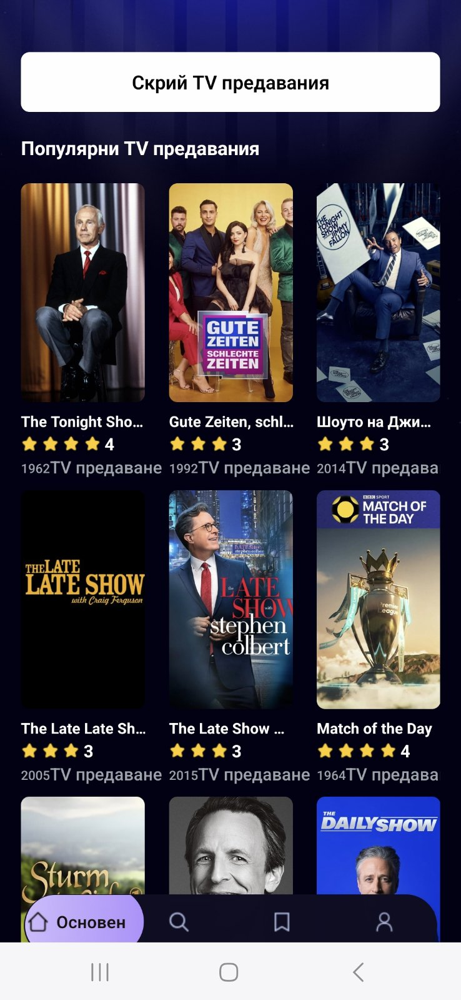 Скрий TV предавания
Популярни TV предавания
THE
TONIGHT
SHOW
JIMMY
FALLON
GUTE
ZEITEN
SCHLECHTE
ZEITEN
The Tonight Sho...
Gute Zeiten, schl...
Шоуто на Джи...
4
3
3
1962TV предаване
1992TV предаване
2014TV предава
THE LATE
LATE SHOW
with Craig Ferguson
LATE SHOW
stephen colbert
the
LATE
SHOW
with
stephen
colbert
BBC SPORT
MATCH OF
THE DAY
Premier
League
The Late Late Sh...
The Late Show ...
Match of the Day
3
3
4
2005TV предаване
2015TV предаване
1964TV предава
Sturm
THE
DAILY SHOW
Основен